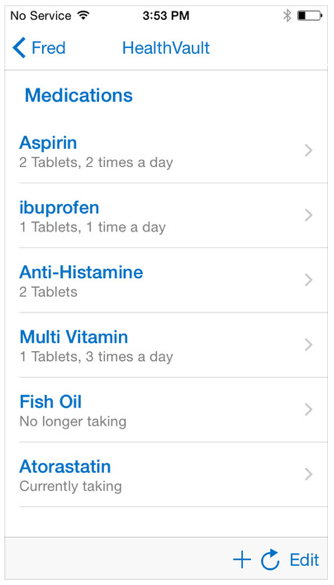 No Service 3:53 PM
Fred HealthVault
Medications
Aspirin
2 Tablets, 2 times a day
ibuprofen
1 Tablets, 1 time a day
Anti-Histamine
2 Tablets
Multi Vitamin
1 Tablets, 3 times a day
Fish Oil
No longer taking
Atorastatin
Currently taking
Edit